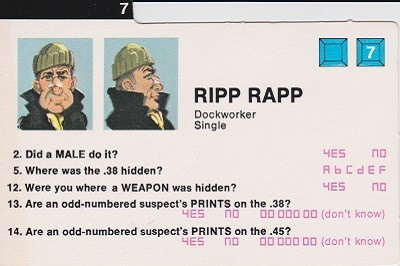 7
7
RIPP RAPP
Dockworker
Single
2. Did a MALE do it? YES NO
5. Where was the .38 hidden? A b C d E F
12. Were you where a WEAPON was hidden? YES NO
13. Are an odd-numbered suspect's PRINTS on the .38?
YES NO 00 00 00 00 (don't know)
14. Are an odd-numbered suspect's PRINTS on the .45?
YES NO 00 00 00 00 (don't know)